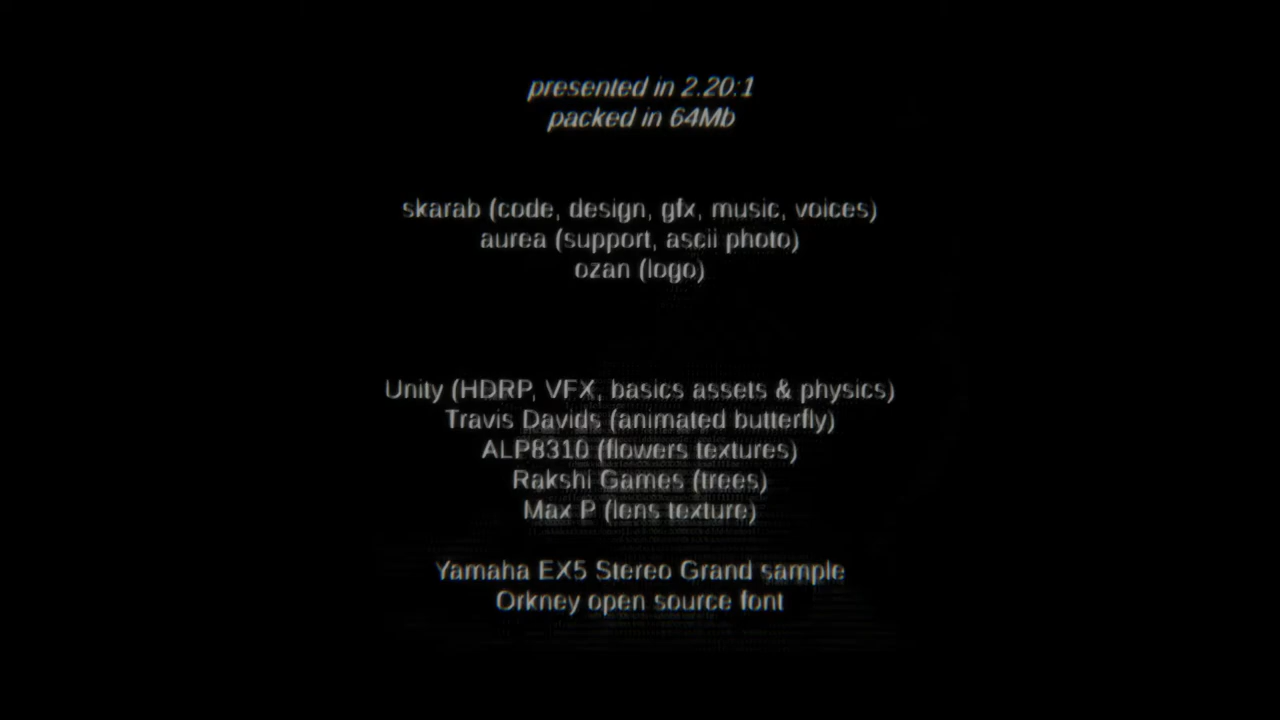 presented in 2.20:1
packed in 64Mb
skarab (code, design, gfx, music, voices)
aurea (support, ascii photo)
ozan (logo)
Unity (HDRP, VFX, basics assets & physics)
Travis Davids (animated butterfly)
ALP8310 (flowers textures)
Rakshi Games (trees)
Max P (lens texture)
Yamaha EX5 Stereo Grand sample
Orkney open source font